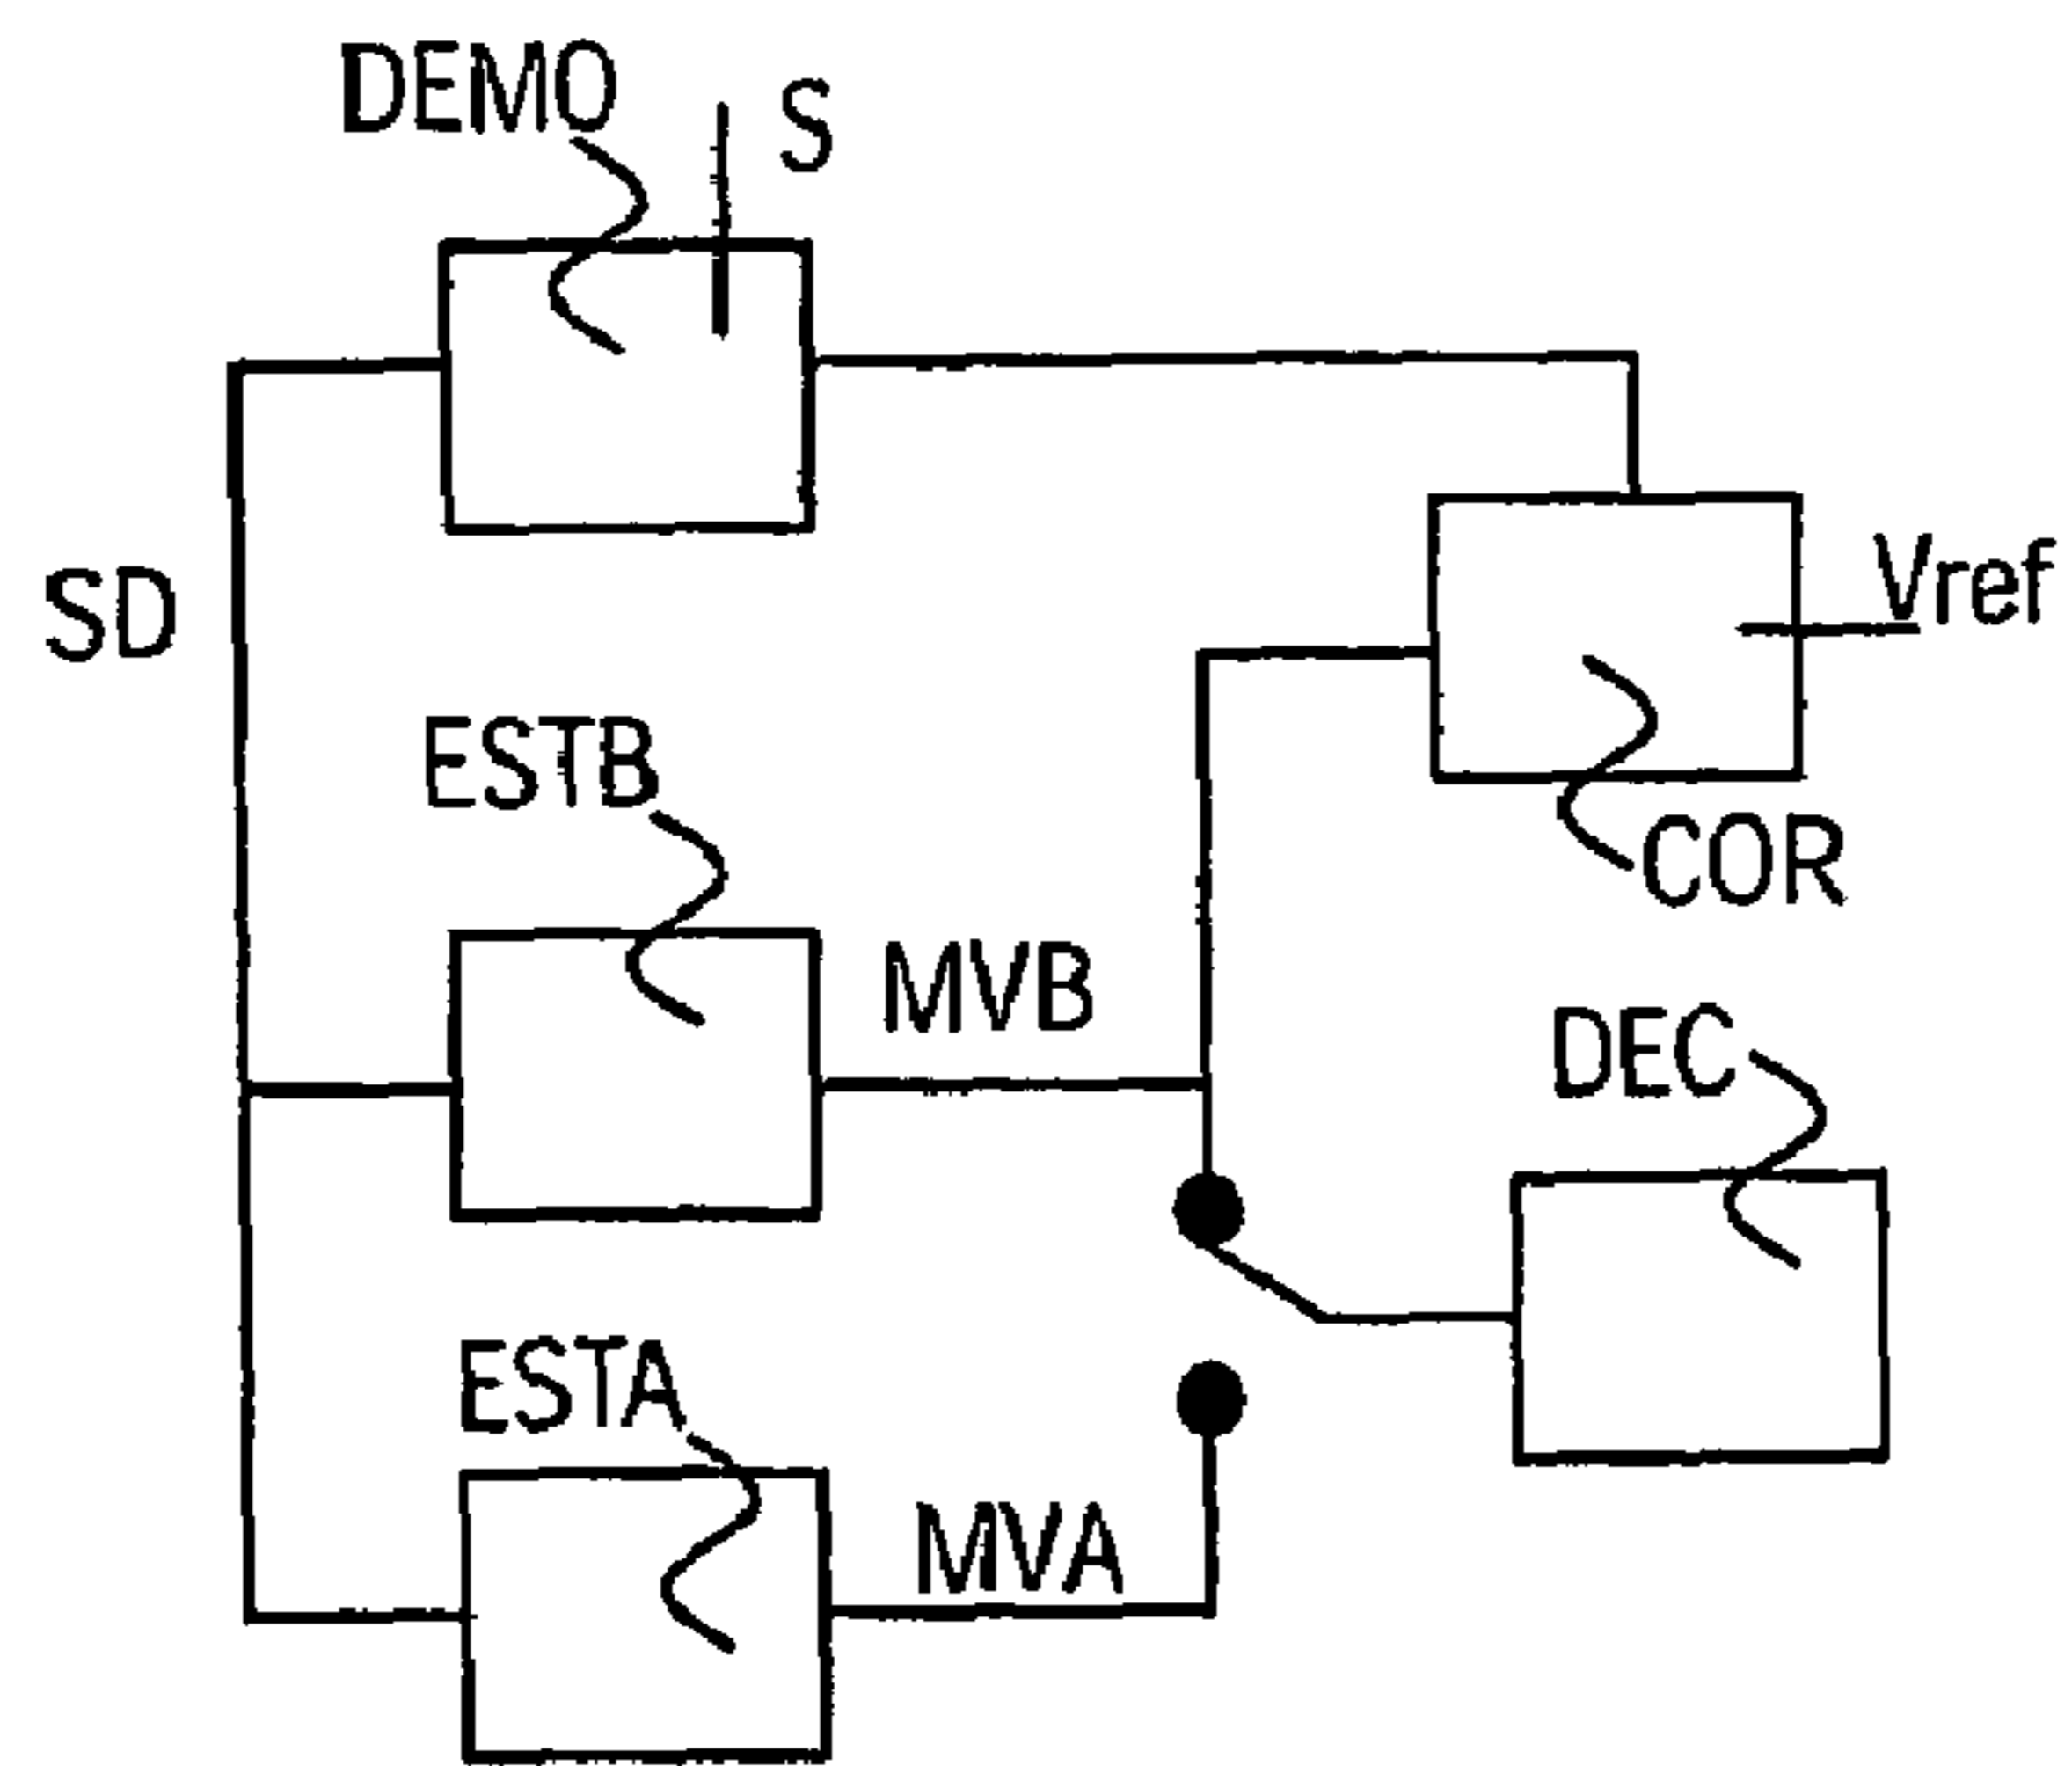 DEMO
S
Vref
SD
ESTB
COR
MVB
DEC
ESTA
MVA